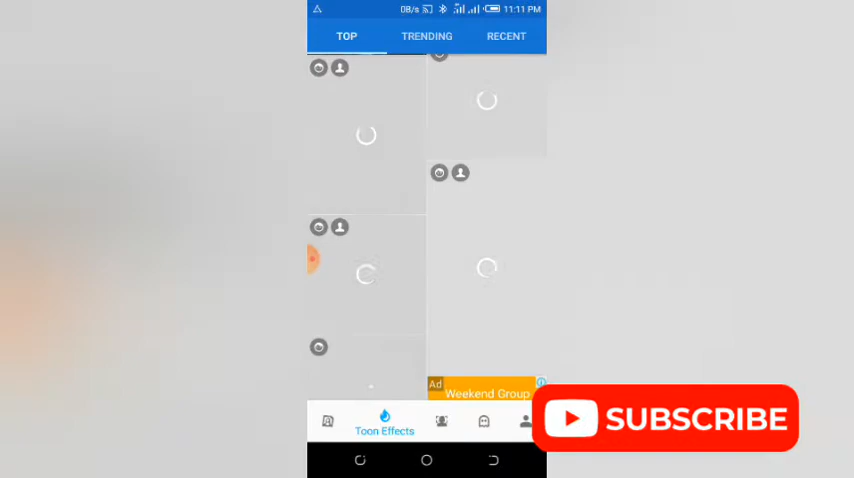 0B/s 11:11 PM
TOP TRENDING RECENT
Ad
Weekend Group
Toon Effects
SUBSCRIBE